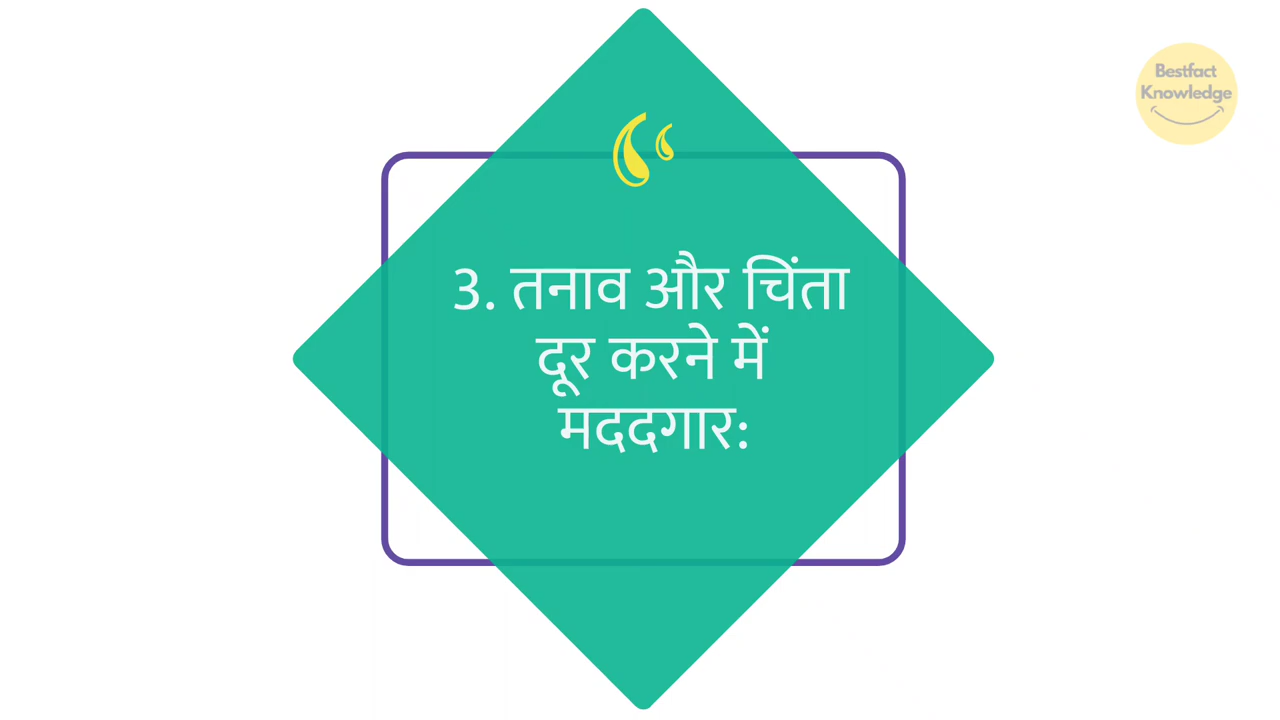 Bestfact
Knowledge
3. तनाव और चिंता
दूर करने में
मददगार: